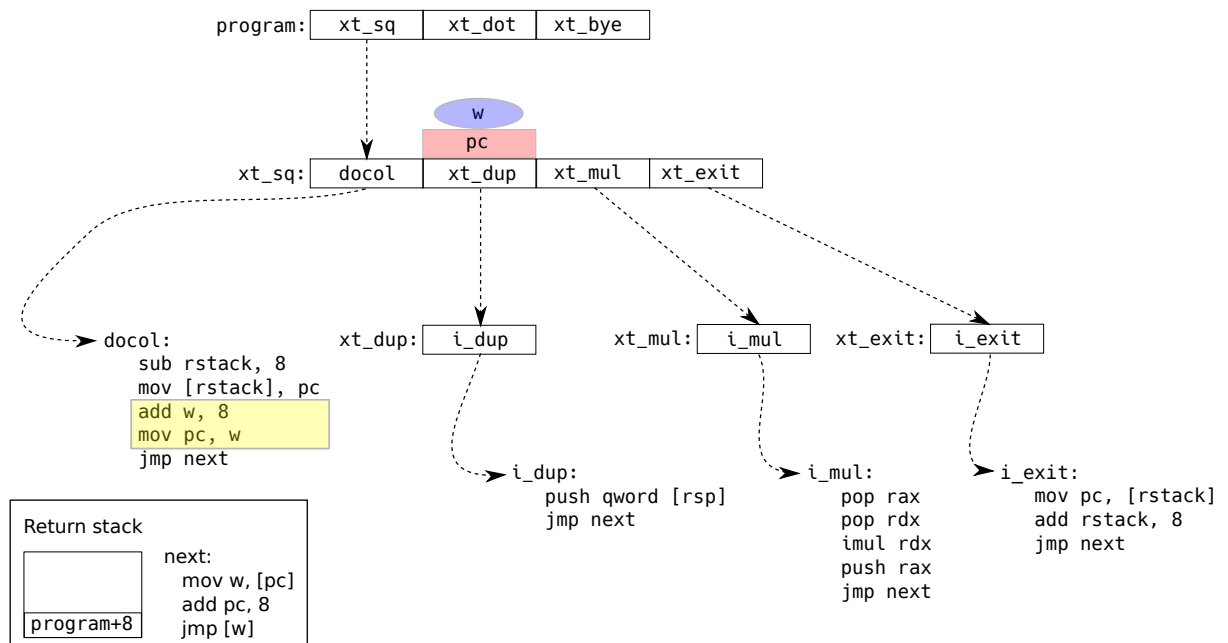 program: xt_sq xt_dot xt_bye
w
pc
xt_sq: docol xt_dup xt_mul xt_exit
docol:
sub rstack, 8
mov [rstack], pc
add w, 8
mov pc, w
jmp next
xt_dup: i_dup
xt_mul: i_mul
xt_exit: i_exit
i_dup:
push qword [rsp]
jmp next
i_mul:
pop rax
pop rdx
imul rdx
push rax
jmp next
i_exit:
mov pc, [rstack]
add rstack, 8
jmp next
Return stack
program+8
next:
mov w, [pc]
add pc, 8
jmp [w]